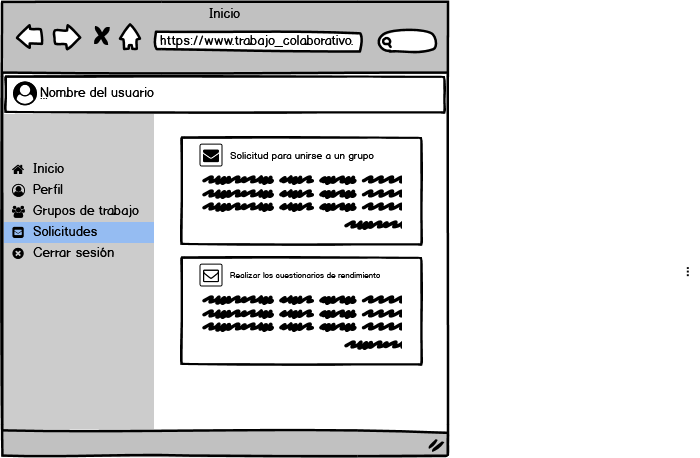 Inicio
https://www.trabajo_colaborativo.
Nombre del usuario
Inicio
Perfil
Grupos de trabajo
Solicitudes
Cerrar sesión
Solicitud para unirse a un grupo
Realizar los cuestionarios de rendimiento